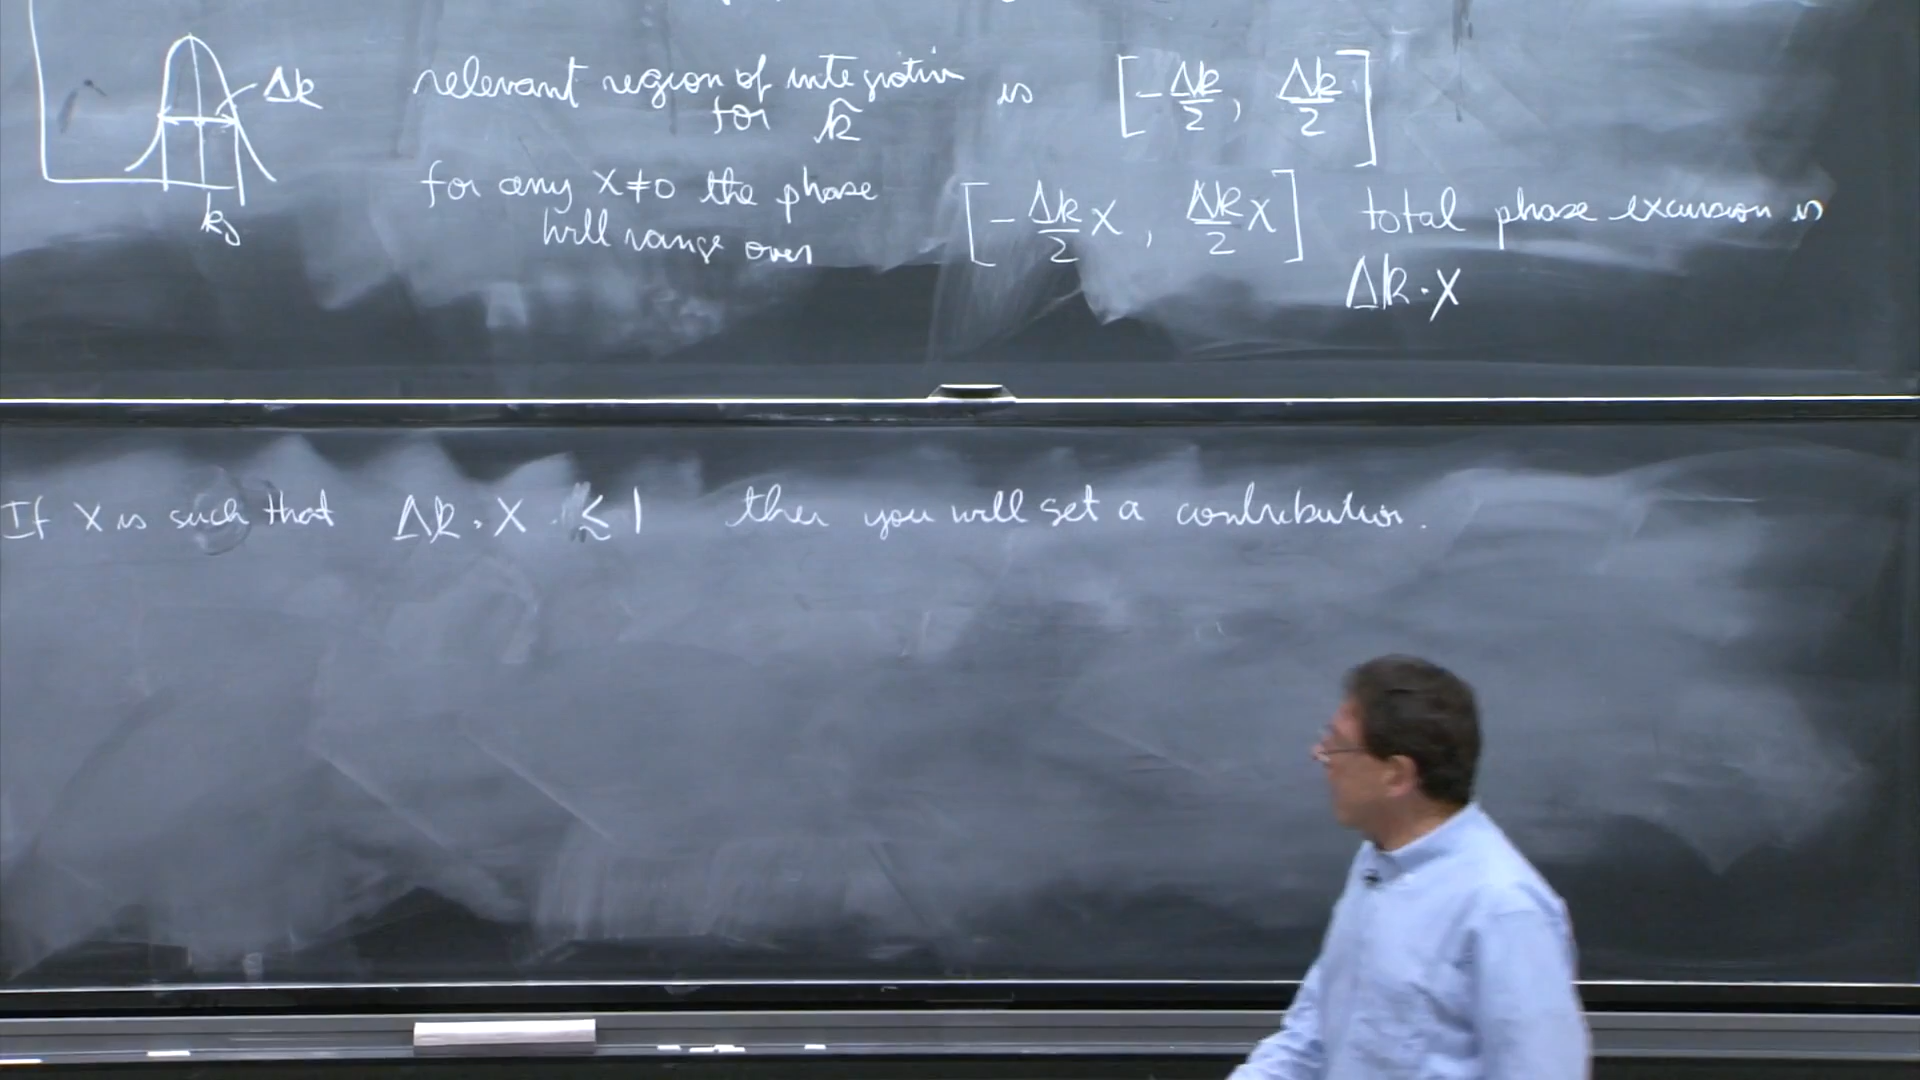 Δk
k₀
relevant region of integration is [-Δk/2, Δk/2]
for k̃
for any x≠0 the phase [-Δk/2 x, Δk/2 x] total phase excursion is
will range over
Δk·x
If x is such that Δk·x ≲ 1 then you will get a contribution.